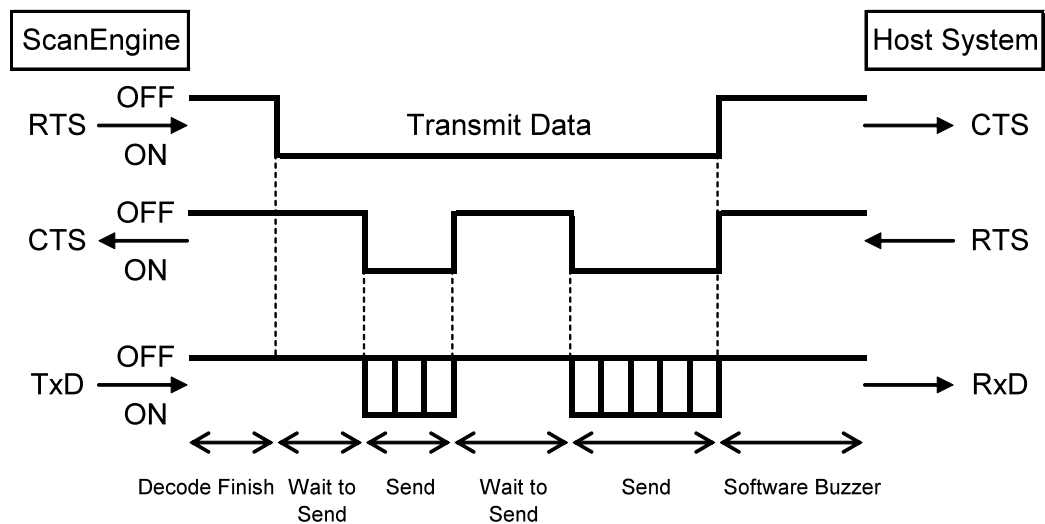 ScanEngine
Host System
OFF
RTS
Transmit Data
CTS
ON
OFF
CTS
RTS
ON
OFF
TxD
RxD
ON
Decode Finish
Wait to
Send
Send
Wait to
Send
Send
Software Buzzer